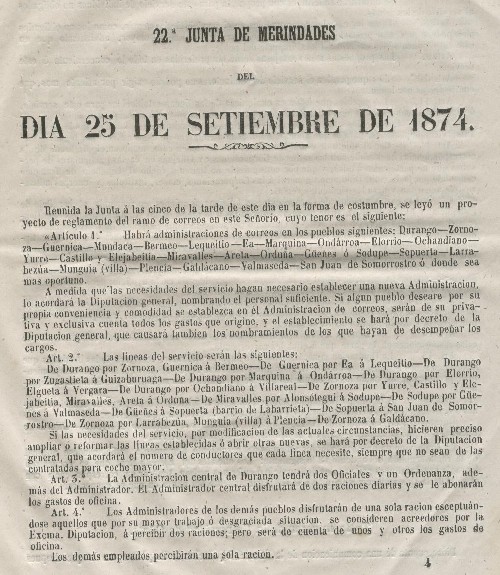 22.ª JUNTA DE MERINDADES
DEL
DIA 25 DE SETIEMBRE DE 1874.
Reunida la Junta á las cinco de la tarde de este dia en la forma de costumbre, se leyó un pro-
yecto de reglamento del ramo de correos en este Señorio, cuyo tenor es el siguiente:
«Artículo 1.° Habrá administraciones de correos en los pueblos siguientes: Durango—Zorno-
za—Guernica—Mundaca—Bermeo—Lequeitio—Ea—Marquina—Ondárroa—Elorrio—Ochandiano—
Yurre—Castillo y Elejabeitia—Miravalles—Areta—Orduña—Güeñes ó Sodupe—Sopuerta—Larra-
bezúa—Munguia (villa)—Plencia—Galdácano—Valmaseda—San Juan de Somorrostro ó donde sea
mas oportuno.
A medida que las necesidades del servicio hagan necesario establecer una nueva Administracion,
lo acordará la Diputacion general, nombrando el personal suficiente. Si algun pueblo deseare por su
propia conveniencia y comodidad se establezca en él Administracion de correos, serán de su priva-
tiva y exclusiva cuenta todos los gastos que origine, y el establecimiento se hará por decreto de la
Diputacion general, que causará tambien los nombramientos de los que hayan de desempeñar los
cargos.
Art. 2.° Las lineas del servicio serán las siguientes:
De Durango por Zornoza, Guernica á Bermeo—De Guernica por Ea á Lequeitio—De Durango
por Zugastieta á Guizaburuaga—De Durango por Marquina á Ondárroa—De Durango por Elorrio,
Elgueta á Vergara—De Durango por Ochandiano á Villareal—De Zornoza por Yurre, Castillo y Ele-
jabeitia, Miravalles, Areta á Orduña—De Miravalles por Alonsótegui á Sodupe—De Sodupe por Güe-
ñes á Valmaseda—De Güeñes á Sopuerta (barrio de Labarrieta)—De Sopuerta á San Juan de Somor-
rostro—De Zornoza por Larrabezúa, Munguia (villa) á Plencia—De Zornoza á Galdácano.
Si las necesidades del servicio, por modificacion de las actuales circunstancias, hicieren preciso
ampliar o reformar las lineas establecidas ó abrir otras nuevas, se hará por decreto de la Diputacion
general, que acordará el número de conductores que cada linea necesite, siempre que no sean de las
contratadas para coche mayor.
Art. 3.° La Administracion central de Durango tendrá dos Oficiales y un Ordenanza, ade-
más del Administrador. El Administrador central disfrutará de dos raciones diarias y se le abonarán
los gastos de oficina.
Art. 4.° Los Administradores de los demás pueblos disfrutarán de una sola racion esceptuán-
dose aquellos que por su mayor trabajo ó desgraciada situacion, se consideren acreedores por la
Excma. Diputacion, á percibir dos raciones; pero será de cuenta de unos y otros los gastos de
oficina.
Los demás empleados percibirán una sola racion.
4